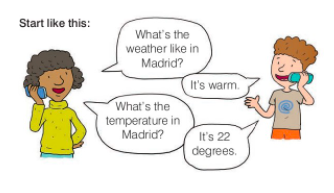 Start like this:
What's the
weather like in
Madrid?
It's warm.
What's the
temperature in
Madrid?
It's 22
degrees.